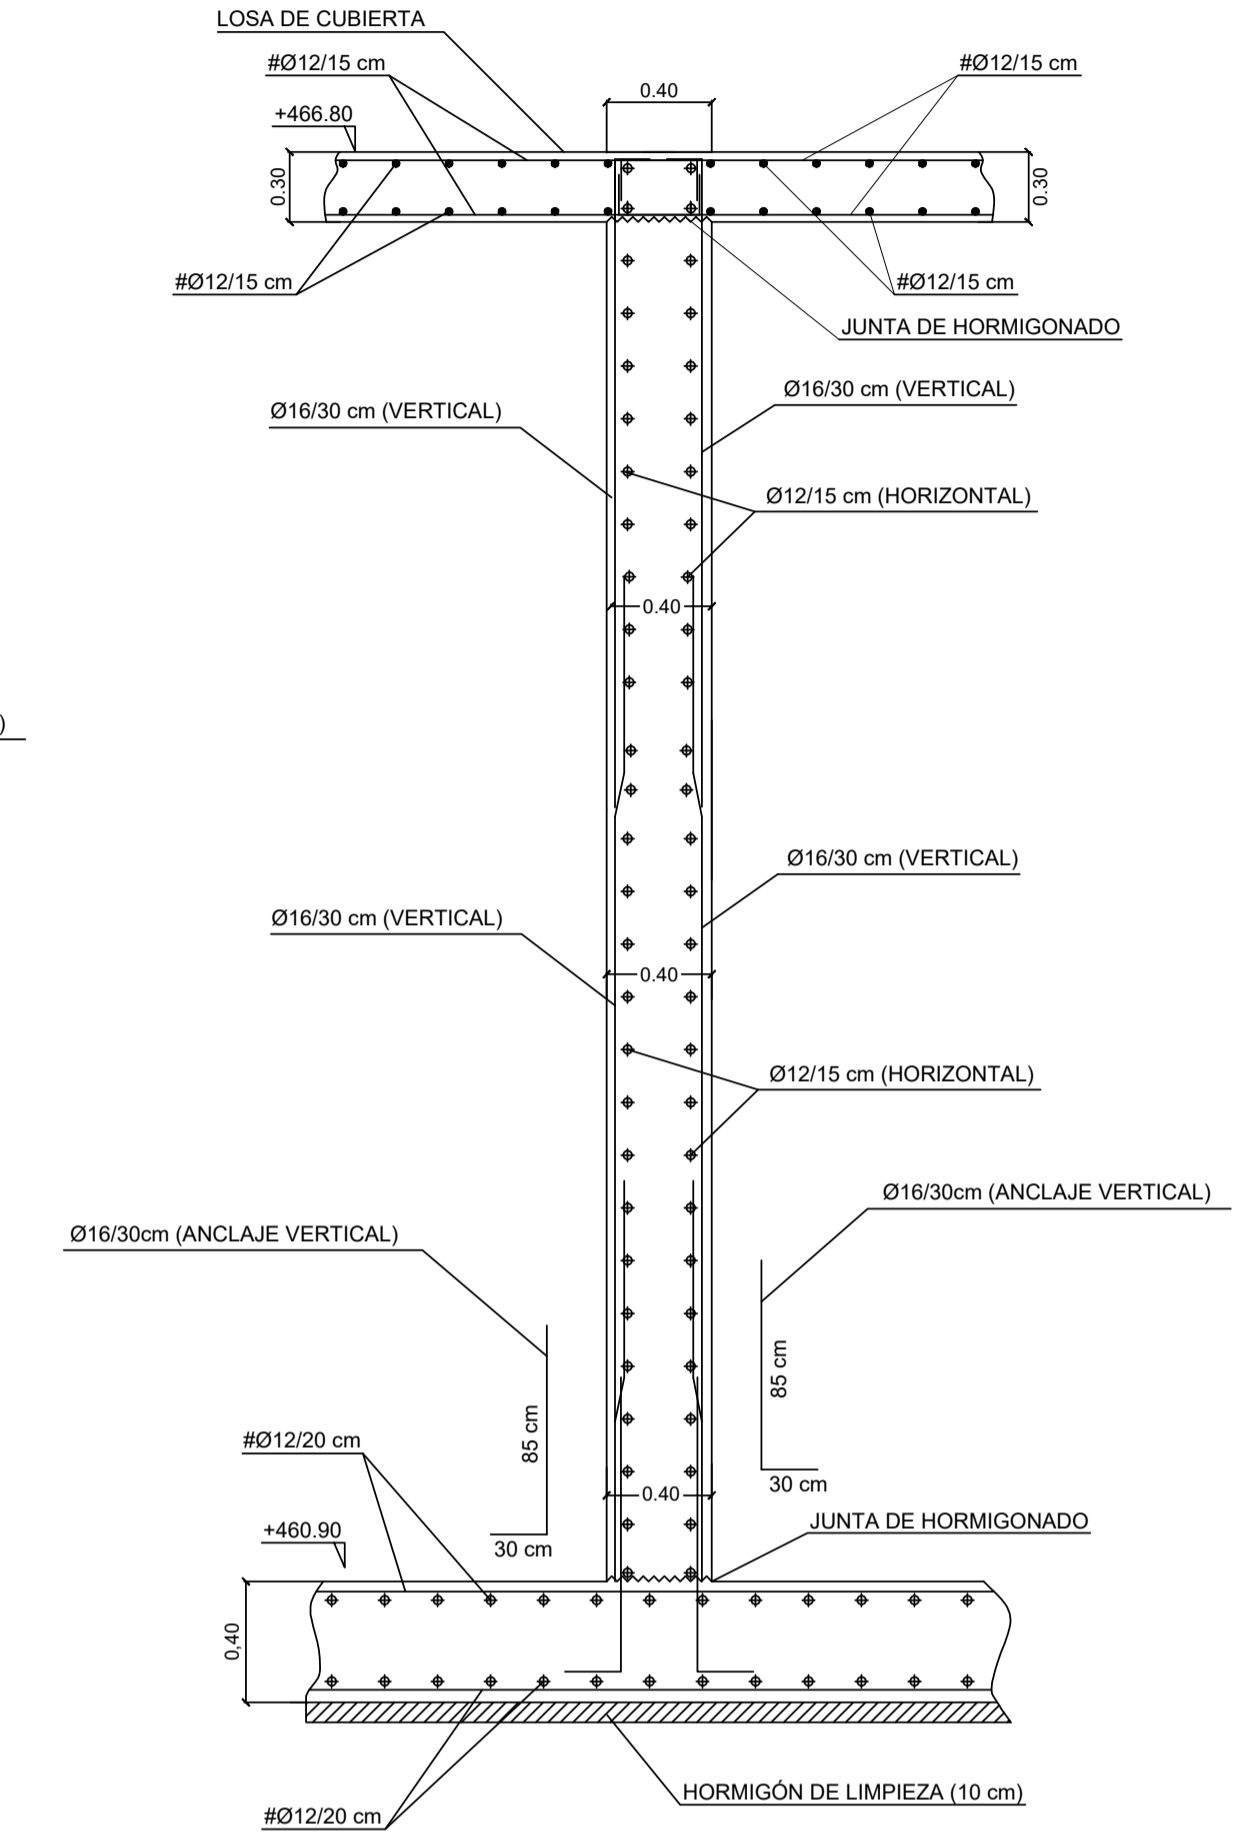 LOSA DE CUBIERTA
#Ø12/15 cm
#Ø12/15 cm
0.40
+466.80
0.30
0.30
#Ø12/15 cm
#Ø12/15 cm
JUNTA DE HORMIGONADO
Ø16/30 cm (VERTICAL)
Ø16/30 cm (VERTICAL)
Ø12/15 cm (HORIZONTAL)
0.40
)
Ø16/30 cm (VERTICAL)
Ø16/30 cm (VERTICAL)
0.40
Ø12/15 cm (HORIZONTAL)
Ø16/30cm (ANCLAJE VERTICAL)
Ø16/30cm (ANCLAJE VERTICAL)
85 cm
85 cm
#Ø12/20 cm
30 cm
0.40
+460.90
JUNTA DE HORMIGONADO
30 cm
0,40
HORMIGÓN DE LIMPIEZA (10 cm)
#Ø12/20 cm